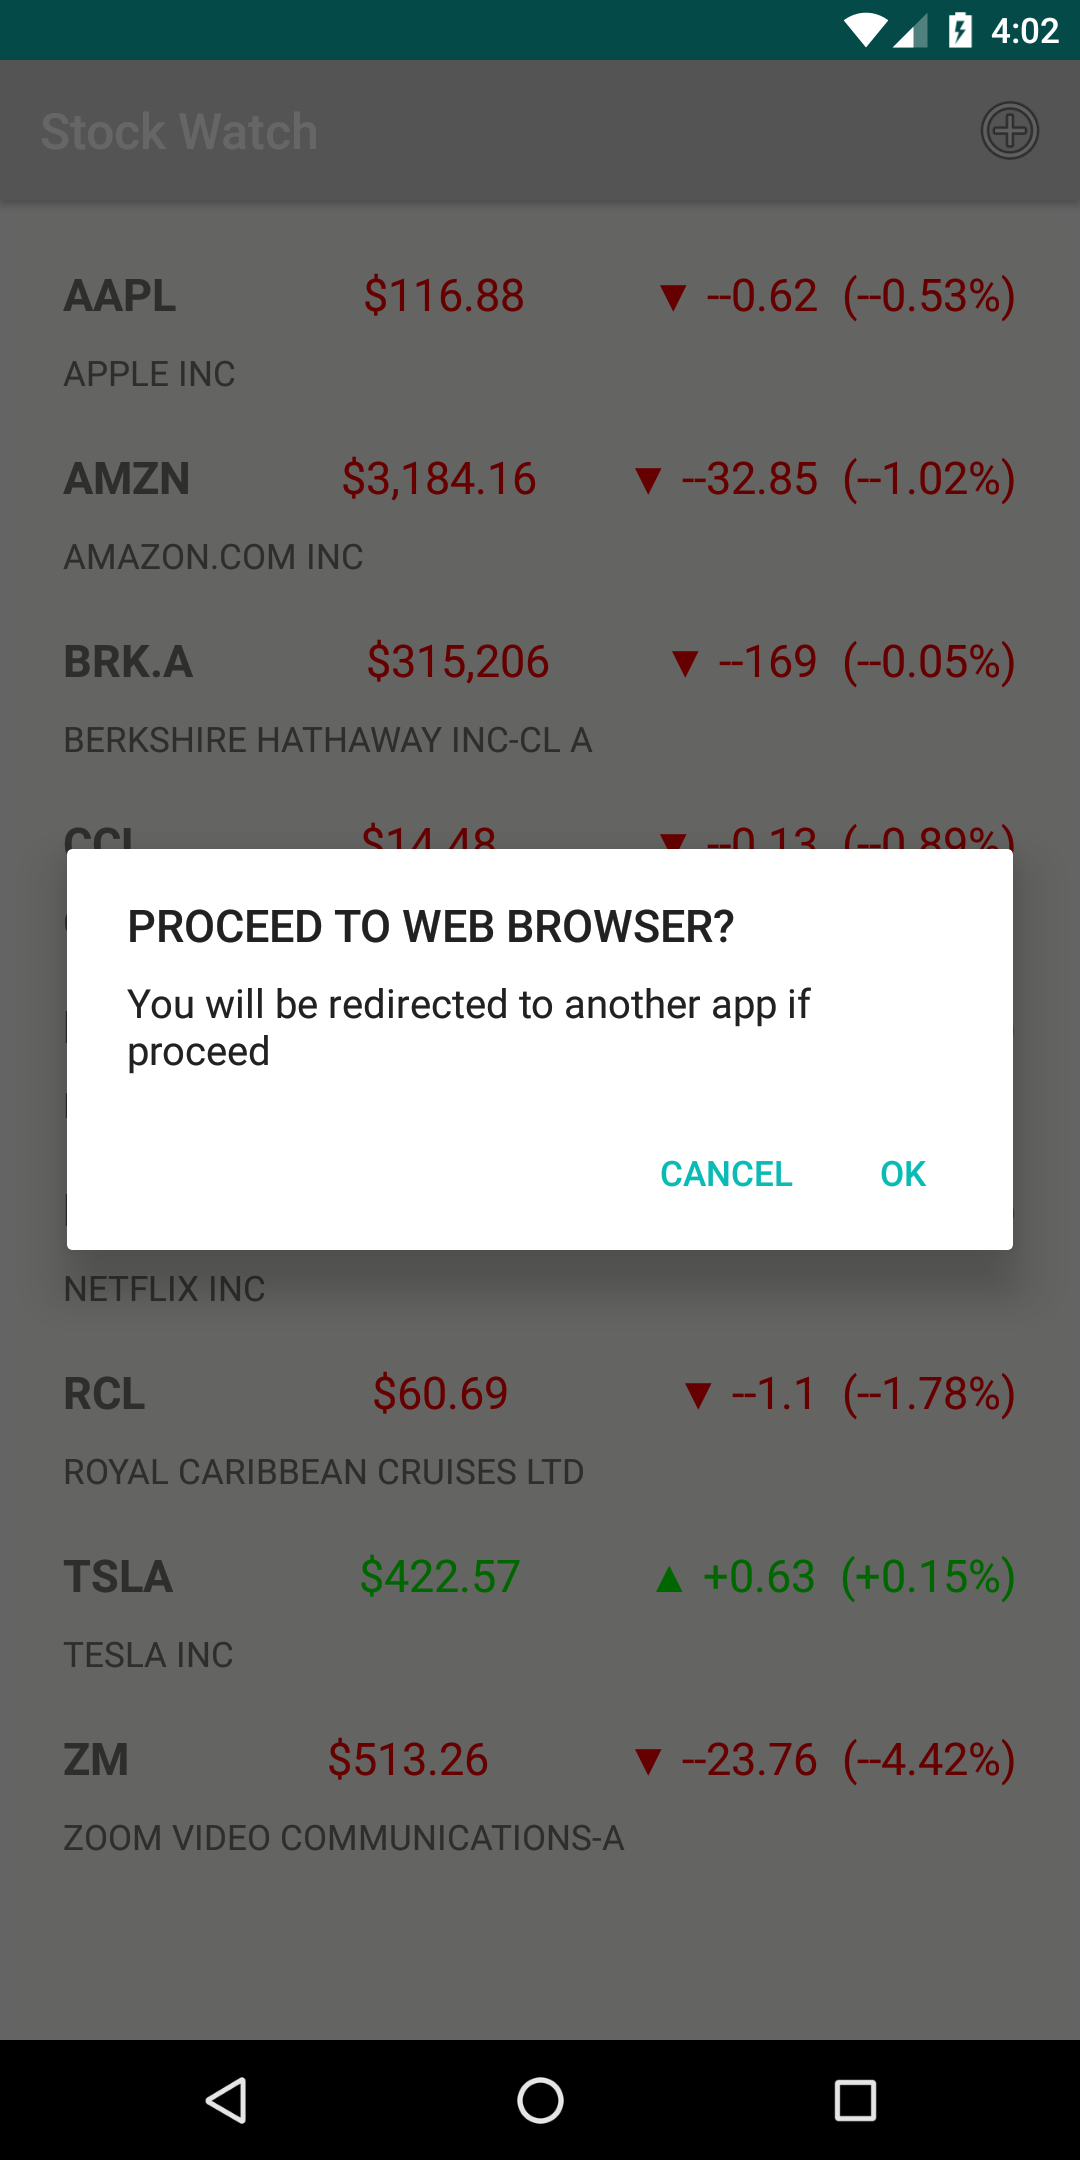 4:02
Stock Watch
AAPL $116.88 ▼ --0.62 (--0.53%)
APPLE INC
AMZN $3,184.16 ▼ --32.85 (--1.02%)
AMAZON.COM INC
BRK.A $315,206 ▼ --169 (--0.05%)
BERKSHIRE HATHAWAY INC-CL A
CCL $14.48 ▼ --0.13 (--0.89%)
PROCEED TO WEB BROWSER?
You will be redirected to another app if
proceed
CANCEL OK
NETFLIX INC
RCL $60.69 ▼ --1.1 (--1.78%)
ROYAL CARIBBEAN CRUISES LTD
TSLA $422.57 ▲ +0.63 (+0.15%)
TESLA INC
ZM $513.26 ▼ --23.76 (--4.42%)
ZOOM VIDEO COMMUNICATIONS-A